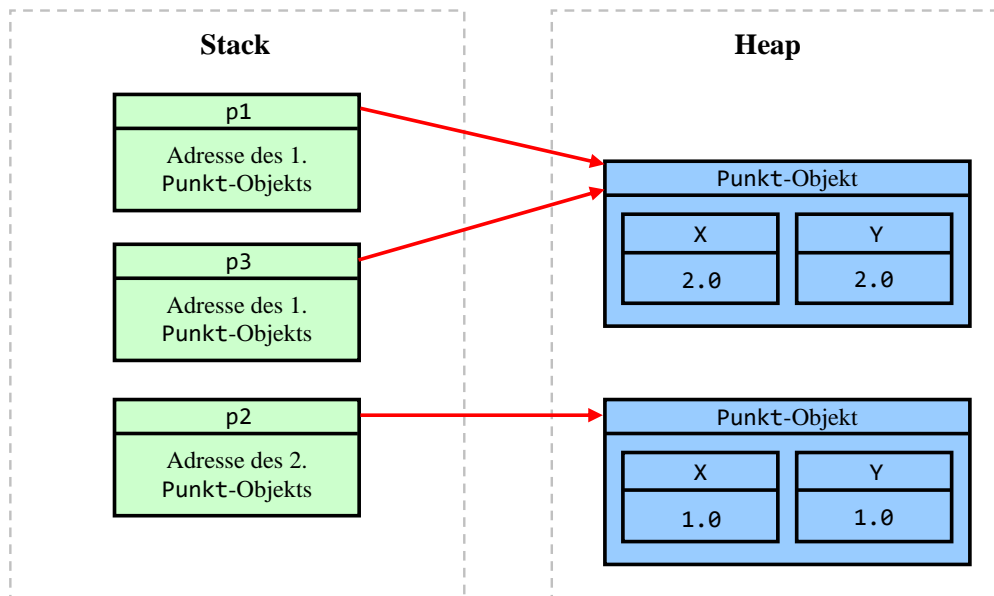 Stack
p1
Adresse des 1.
Punkt-Objekts
p3
Adresse des 1.
Punkt-Objekts
p2
Adresse des 2.
Punkt-Objekts
Heap
Punkt-Objekt
X
Y
2.0
2.0
Punkt-Objekt
X
Y
1.0
1.0